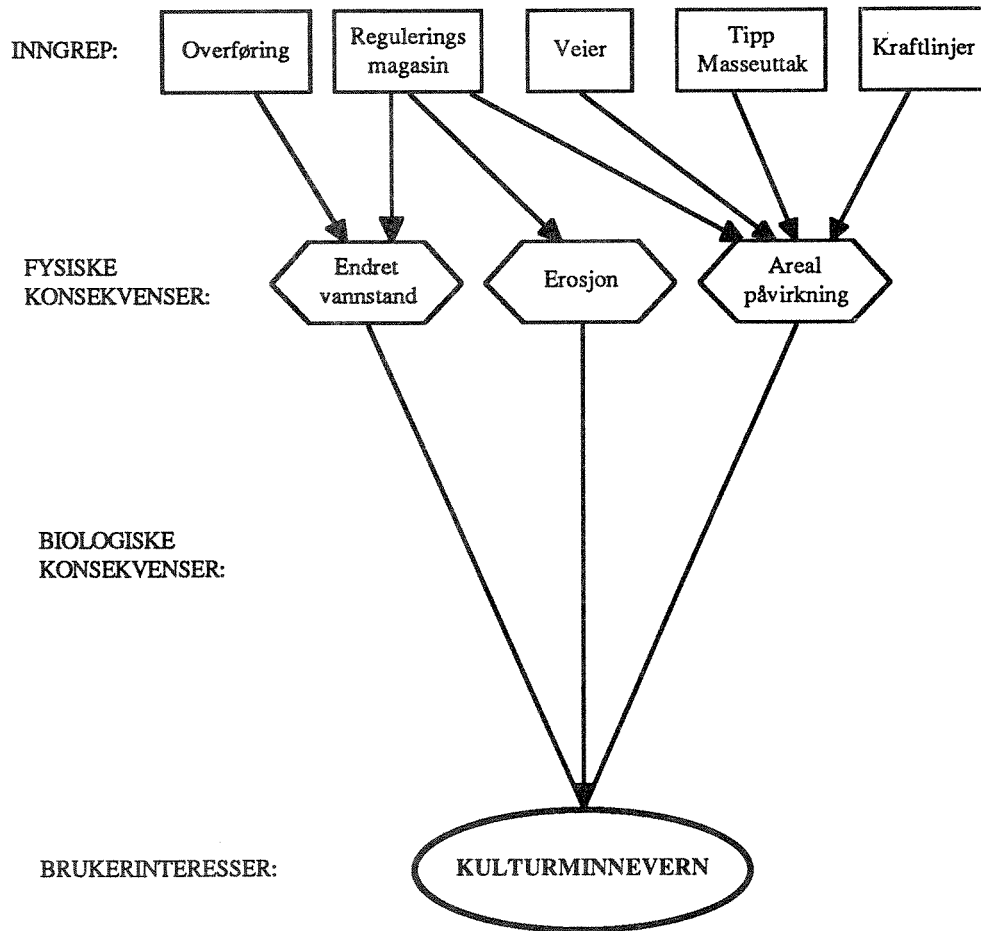 INNGREP:
Overføring
Regulerings
magasin
Veier
Tipp
Masseuttak
Kraftlinjer
FYSISKE
KONSEKVENSER:
Endret
vannstand
Erosjon
Areal
påvirkning
BIOLOGISKE
KONSEKVENSER:
BRUKERINTERESSER:
KULTURMINNEVERN